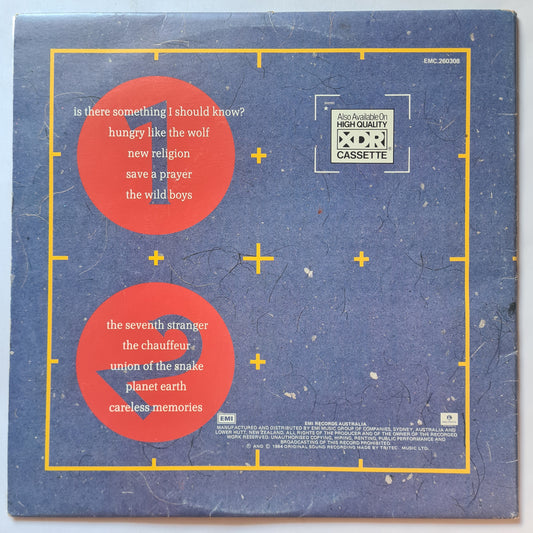 EMC.260308
1
is there something I should know?
hungry like the wolf
new religion
save a prayer
the wild boys
Also Available On
HIGH QUALITY
XDR
CASSETTE
2
the seventh stranger
the chauffeur
union of the snake
planet earth
careless memories
EMI
EMI RECORDS AUSTRALIA
MANUFACTURED AND DISTRIBUTED BY EMI MUSIC GROUP OF COMPANIES, SYDNEY, AUSTRALIA AND
LOWER HUTT, NEW ZEALAND. ALL RIGHTS OF THE PRODUCER AND OF THE OWNER OF THE RECORDED
WORK RESERVED. UNAUTHORISED COPYING, HIRING, RENTING, PUBLIC PERFORMANCE AND
BROADCASTING OF THIS RECORD PROHIBITED.
Ⓟ AND © 1984 ORIGINAL SOUND RECORDING MADE BY TRITEC MUSIC LTD.